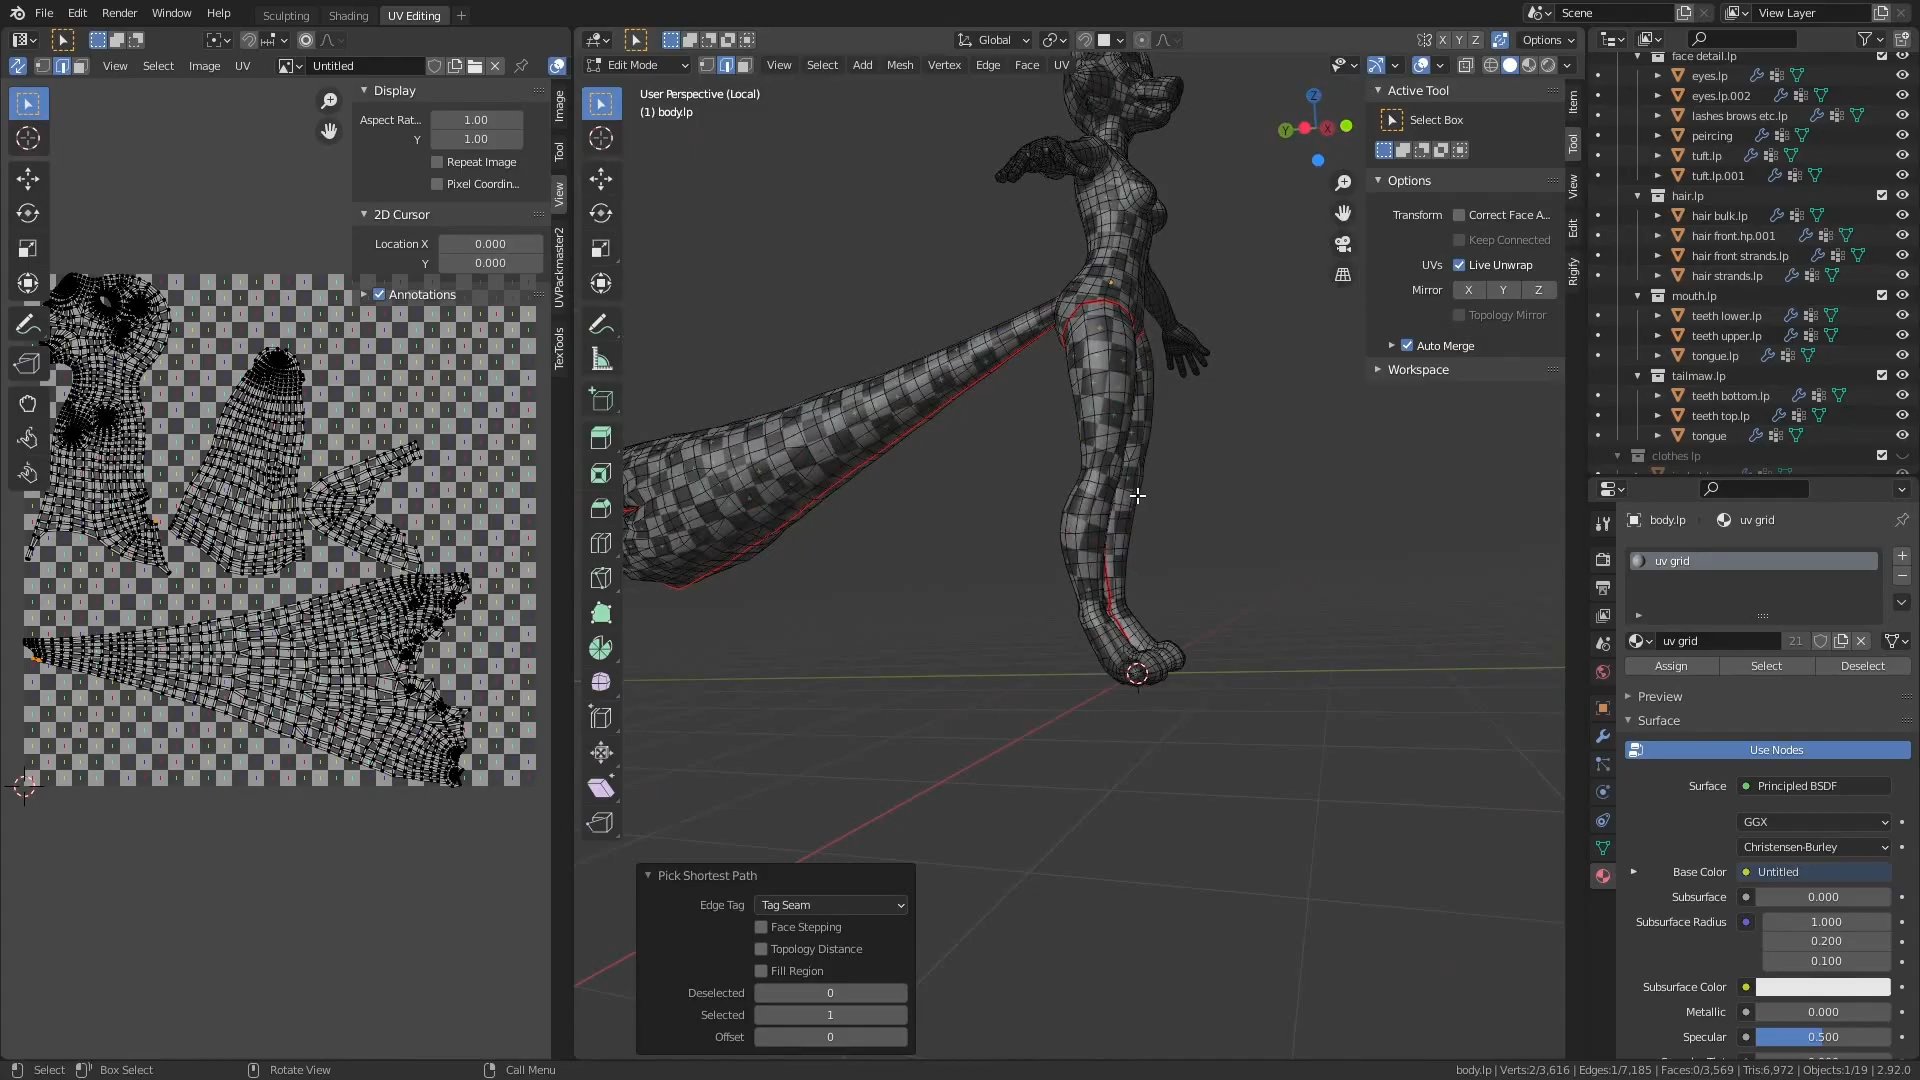 File Edit Render Window Help Sculpting Shading UV Editing
Scene View Layer
View Select Image UV Untitled
Global Options
X Y Z
Edit Mode View Select Add Mesh Vertex Edge Face UV
User Perspective (Local)
(1) body.lp
Display
Aspect Rat... 1.00
Y 1.00
Repeat Image
Pixel Coordin...
2D Cursor
Location X 0.000
Y 0.000
Annotations
Image
Tool
View
UVPackmaster2
TexTools
Z
Y
X
Active Tool
Select Box
Options
Transform Correct Face A...
Keep Connected
UVs Live Unwrap
Mirror X Y Z
Topology Mirror
Auto Merge
Workspace
Item
Tool
View
Edit
Rigify
face detail.lp
eyes.lp
eyes.lp.002
lashes brows etc.lp
peircing
tuft.lp
tuft.lp.001
hair.lp
hair bulk.lp
hair front.hp.001
hair front strands.lp
hair strands.lp
mouth.lp
teeth lower.lp
teeth upper.lp
tongue.lp
tailmaw.lp
teeth bottom.lp
teeth top.lp
tongue
clothes lp
body.lp uv grid
uv grid
uv grid 21
Assign Select Deselect
Preview
Surface
Use Nodes
Surface Principled BSDF
GGX
Christensen-Burley
Base Color Untitled
Subsurface 0.000
Subsurface Radius 1.000
0.200
0.100
Subsurface Color
Metallic 0.000
Specular 0.500
Pick Shortest Path
Edge Tag Tag Seam
Face Stepping
Topology Distance
Fill Region
Deselected 0
Selected 1
Offset 0
Select Box Select Rotate View Call Menu
body.lp | Verts:2/3,616 | Edges:1/7,185 | Faces:0/3,569 | Tris:6,972 | Objects:1/19 | 2.92.0